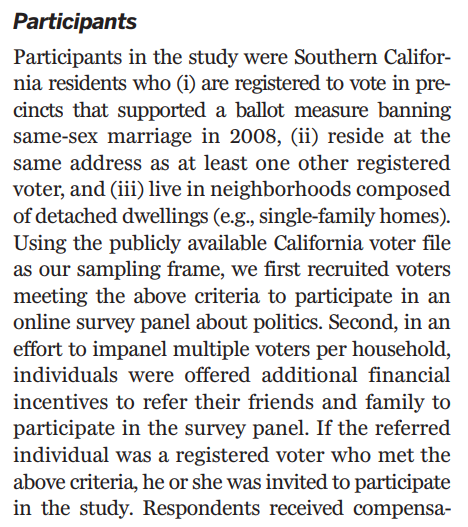 Participants
Participants in the study were Southern Califor-
nia residents who (i) are registered to vote in pre-
cincts that supported a ballot measure banning
same-sex marriage in 2008, (ii) reside at the
same address as at least one other registered
voter, and (iii) live in neighborhoods composed
of detached dwellings (e.g., single-family homes).
Using the publicly available California voter file
as our sampling frame, we first recruited voters
meeting the above criteria to participate in an
online survey panel about politics. Second, in an
effort to impanel multiple voters per household,
individuals were offered additional financial
incentives to refer their friends and family to
participate in the survey panel. If the referred
individual was a registered voter who met the
above criteria, he or she was invited to participate
in the study. Respondents received compensa-